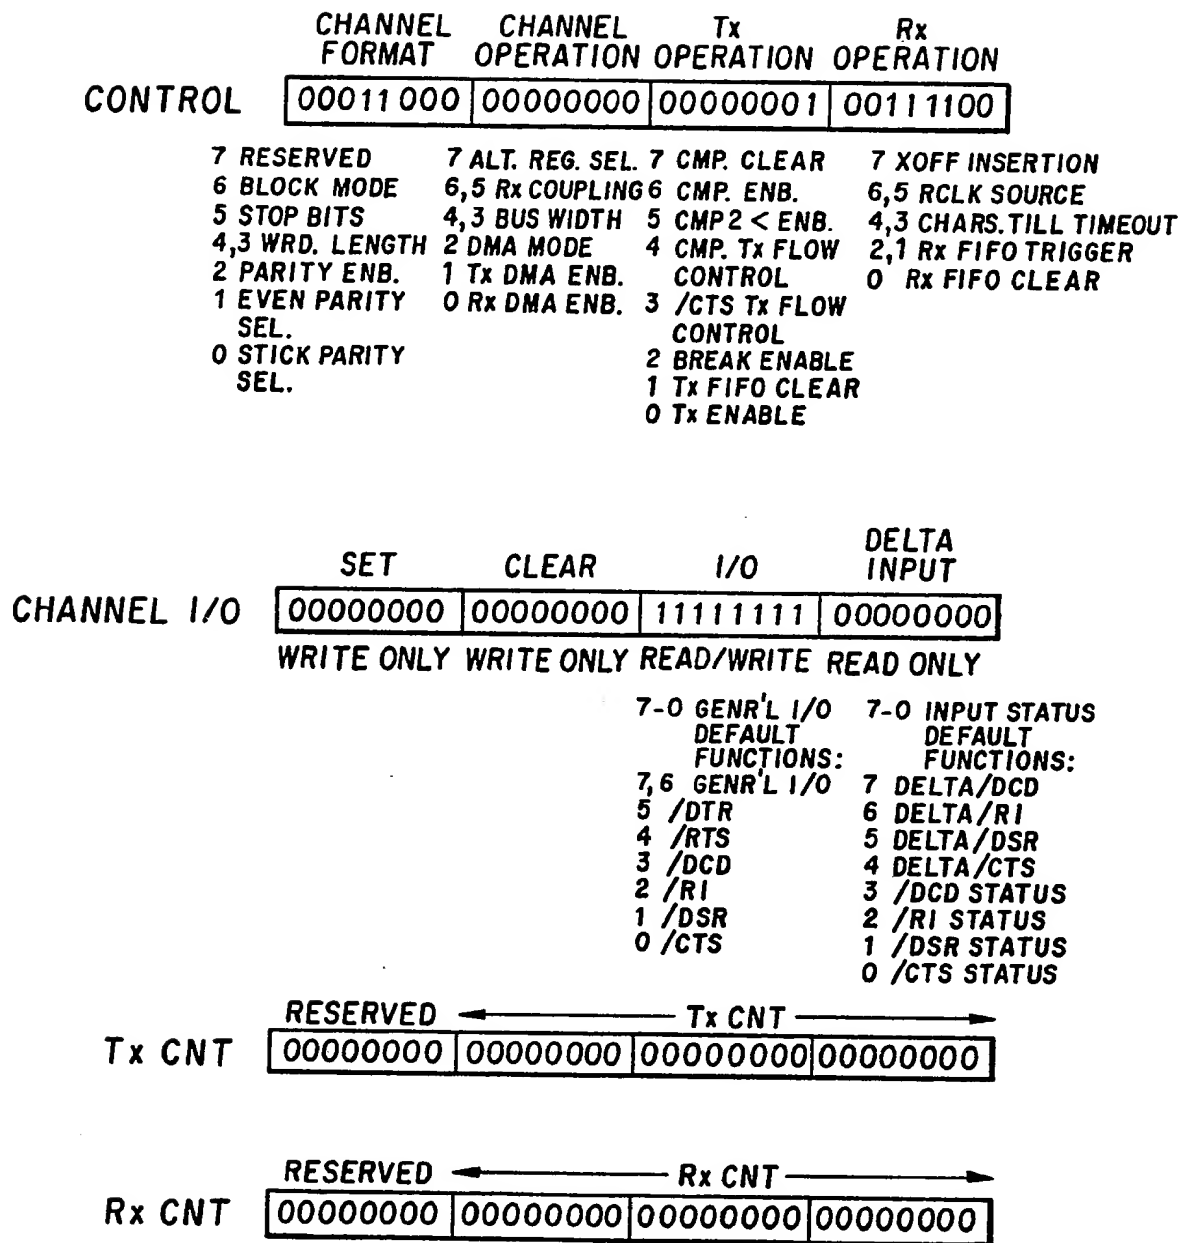 CHANNEL FORMAT CHANNEL OPERATION Tx OPERATION Rx OPERATION
CONTROL 00011000 00000000 00000001 00111100
7 RESERVED
6 BLOCK MODE
5 STOP BITS
4,3 WRD. LENGTH
2 PARITY ENB.
1 EVEN PARITY
SEL.
0 STICK PARITY
SEL.
7 ALT. REG. SEL.
6,5 Rx COUPLING
4,3 BUS WIDTH
2 DMA MODE
1 Tx DMA ENB.
0 Rx DMA ENB.
7 CMP. CLEAR
6 CMP. ENB.
5 CMP2 < ENB.
4 CMP. Tx FLOW
CONTROL
3 /CTS Tx FLOW
CONTROL
2 BREAK ENABLE
1 Tx FIFO CLEAR
0 Tx ENABLE
7 XOFF INSERTION
6,5 RCLK SOURCE
4,3 CHARS. TILL TIMEOUT
2,1 Rx FIFO TRIGGER
0 Rx FIFO CLEAR
SET CLEAR I/O DELTA INPUT
CHANNEL I/O 00000000 00000000 11111111 00000000
WRITE ONLY WRITE ONLY READ/WRITE READ ONLY
7-0 GENR'L I/O
DEFAULT
FUNCTIONS:
7,6 GENR'L I/O
5 /DTR
4 /RTS
3 /DCD
2 /RI
1 /DSR
0 /CTS
7-0 INPUT STATUS
DEFAULT
FUNCTIONS:
7 DELTA/DCD
6 DELTA/RI
5 DELTA/DSR
4 DELTA/CTS
3 /DCD STATUS
2 /RI STATUS
1 /DSR STATUS
0 /CTS STATUS
RESERVED Tx CNT
Tx CNT 00000000 00000000 00000000 00000000
RESERVED Rx CNT
Rx CNT 00000000 00000000 00000000 00000000